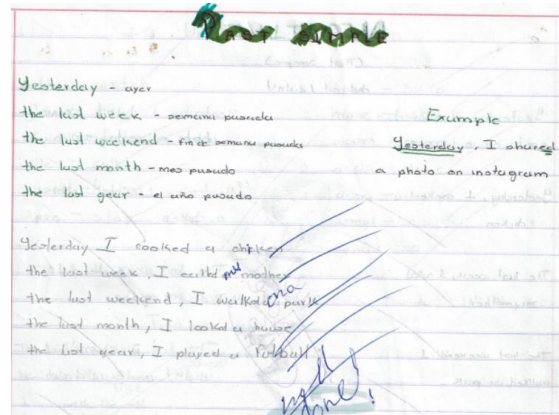 PAST SIMPLE
Yesterday - ayer
the last week - semana pasada
the last weekend - fin de semana pasada
the last month - mes pasado
the last year - el año pasado
Example
Yesterday, I shared
a photo on instagram
Yesterday I cooked a chicken
the last week, I called my mother
the last weekend, I walked a park
the last month, I looked a house
the last year, I played a football
well
done!